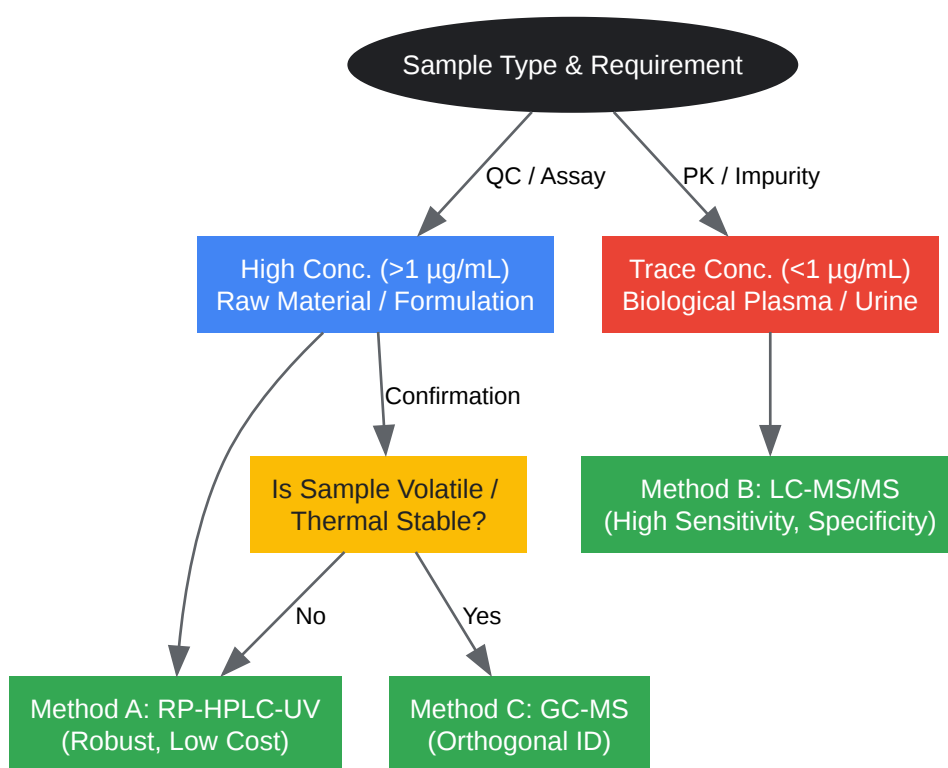 Sample Type & Requirement
QC / Assay
PK / Impurity
High Conc. (>1 µg/mL)
Raw Material / Formulation
Trace Conc. (<1 µg/mL)
Biological Plasma / Urine
Confirmation
Is Sample Volatile /
Thermal Stable?
Method B: LC-MS/MS
(High Sensitivity, Specificity)
No
Yes
Method A: RP-HPLC-UV
(Robust, Low Cost)
Method C: GC-MS
(Orthogonal ID)